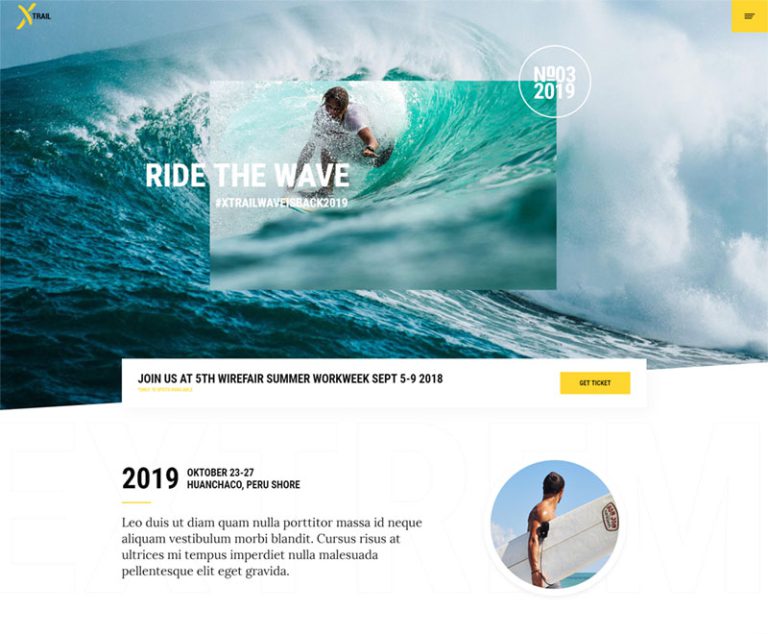 XTRAIL
Nº03
2019
RIDE THE WAVE
#XTRAILWAVEISBACK2019
JOIN US AT 5TH WIREFAIR SUMMER WORKWEEK SEPT 5-9 2018
GET TICKET
EXTREM
2019
OKTOBER 23-27
HUANCHACO, PERU SHORE
Leo duis ut diam quam nulla porttitor massa id neque
aliquam vestibulum morbi blandit. Cursus risus at
ultrices mi tempus imperdiet nulla malesuada
pellentesque elit eget gravida.